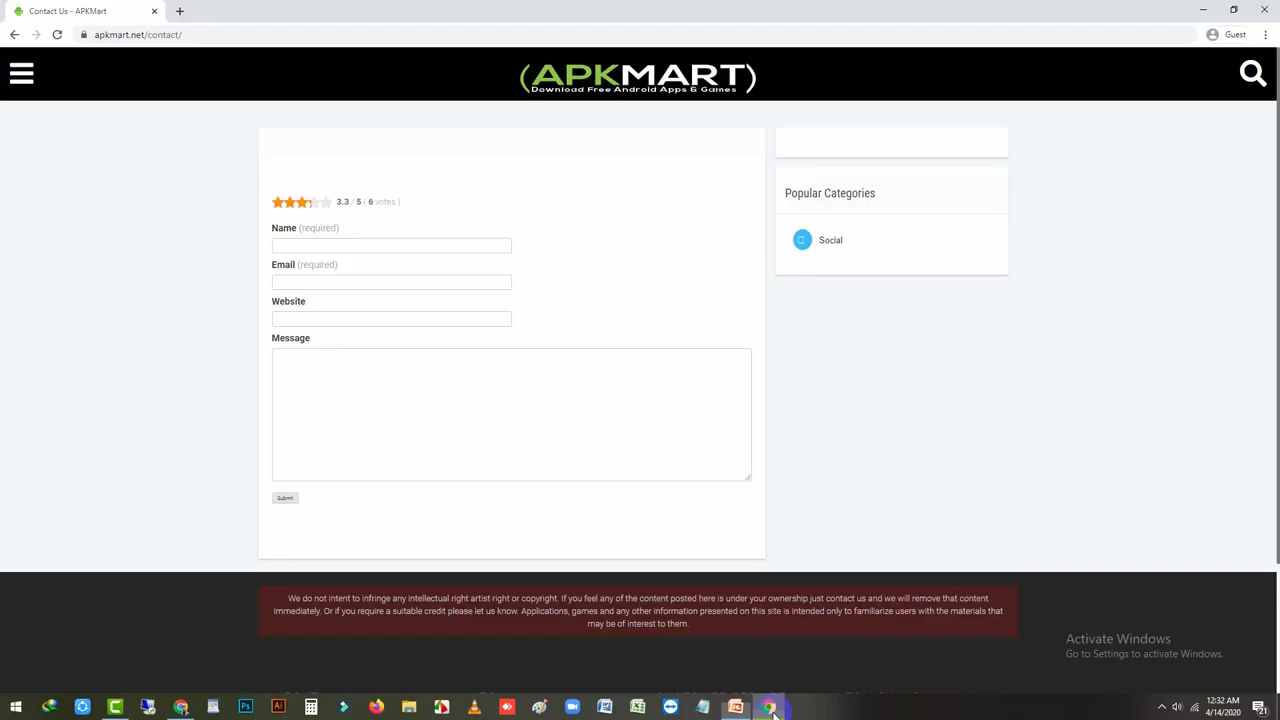 Contact Us - APKMart
apkmart.net/contact/
Guest
(APKMART)
Download Free Android Apps & Games
3.3 / 5 ( 6 votes )
Popular Categories
Name (required)
Social
Email (required)
Website
Message
Submit
We do not intend to infringe any intellectual right artist right or copyright. If you feel any of the content posted here is under your ownership just contact us and we will remove that content
immediately. Or if you require a suitable credit please let us know. Applications, games and any other information presented on this site is intended only to familiarize users with the materials that
may be of interest to them.
Activate Windows
Go to Settings to activate Windows.
12:32 AM
4/14/2020